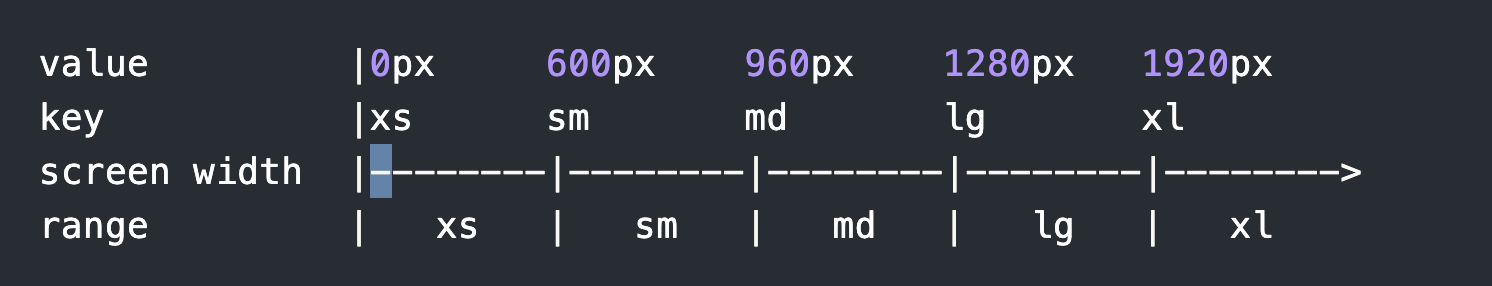 value         |0px     600px    960px    1280px   1920px
key           |xs      sm       md       lg       xl
screen width  |--------|--------|--------|--------|-------->
range         |   xs   |   sm   |   md   |   lg   |   xl